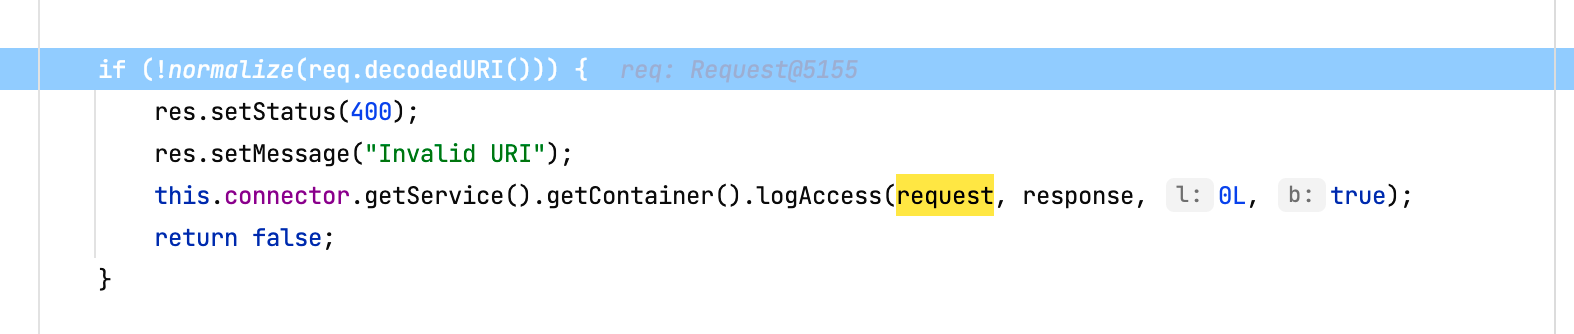 if (!normalize(req.decodedURI())) {  req: Request@5155
res.setStatus(400);
res.setMessage("Invalid URI");
this.connector.getService().getContainer().logAccess(request, response, l: 0L, b: true);
return false;
}